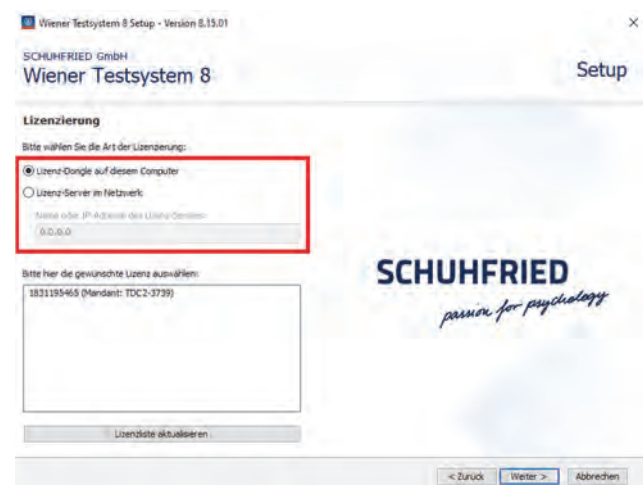 Wiener Testsystem 8 Setup - Version 8.15.01
SCHUHFRIED GmbH
Wiener Testsystem 8
Setup
Lizenzierung
Bitte wählen Sie die Art der Lizenzierung:
Lizenz-Dongle auf diesem Computer
Lizenz-Server im Netzwerk
Name oder IP-Adresse des Lizenz-Servers:
0.0.0.0
Bitte hier die gewünschte Lizenz auswählen:
1831195465 (Mandant: TDC2-3739)
SCHUHFRIED
passion for psychology
Lizenzliste aktualisieren
< Zurück
Weiter >
Abbrechen